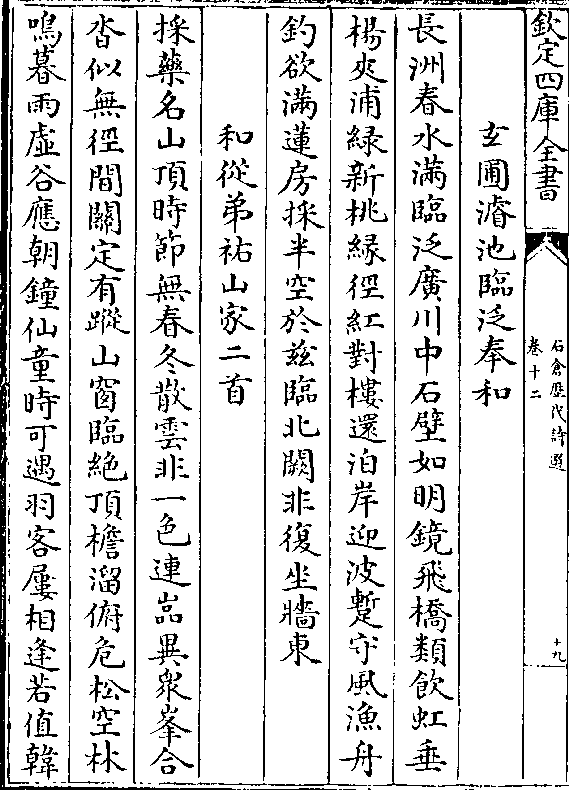 欽定四庫全書
石倉歴代詩選
卷十二
十九
玄圃濬池臨泛奉和
長洲春水滿臨泛廣川中石壁如明鏡飛橋類飲虹垂
楊夾浦綠新桃縁徑紅對樓還泊岸迎波蹔守風漁舟
釣欲滿蓮房採半空於兹臨北闕非復坐牆東
和從弟祐山家二首
採藥名山頂時節無春冬散雲非一色連嵓異衆峯合
沓似無徑間關定有蹤山窗臨絶頂檐溜俯危松空林
鳴暮雨虛谷應朝鐘仙童時可遇羽客屢相逢若值韓